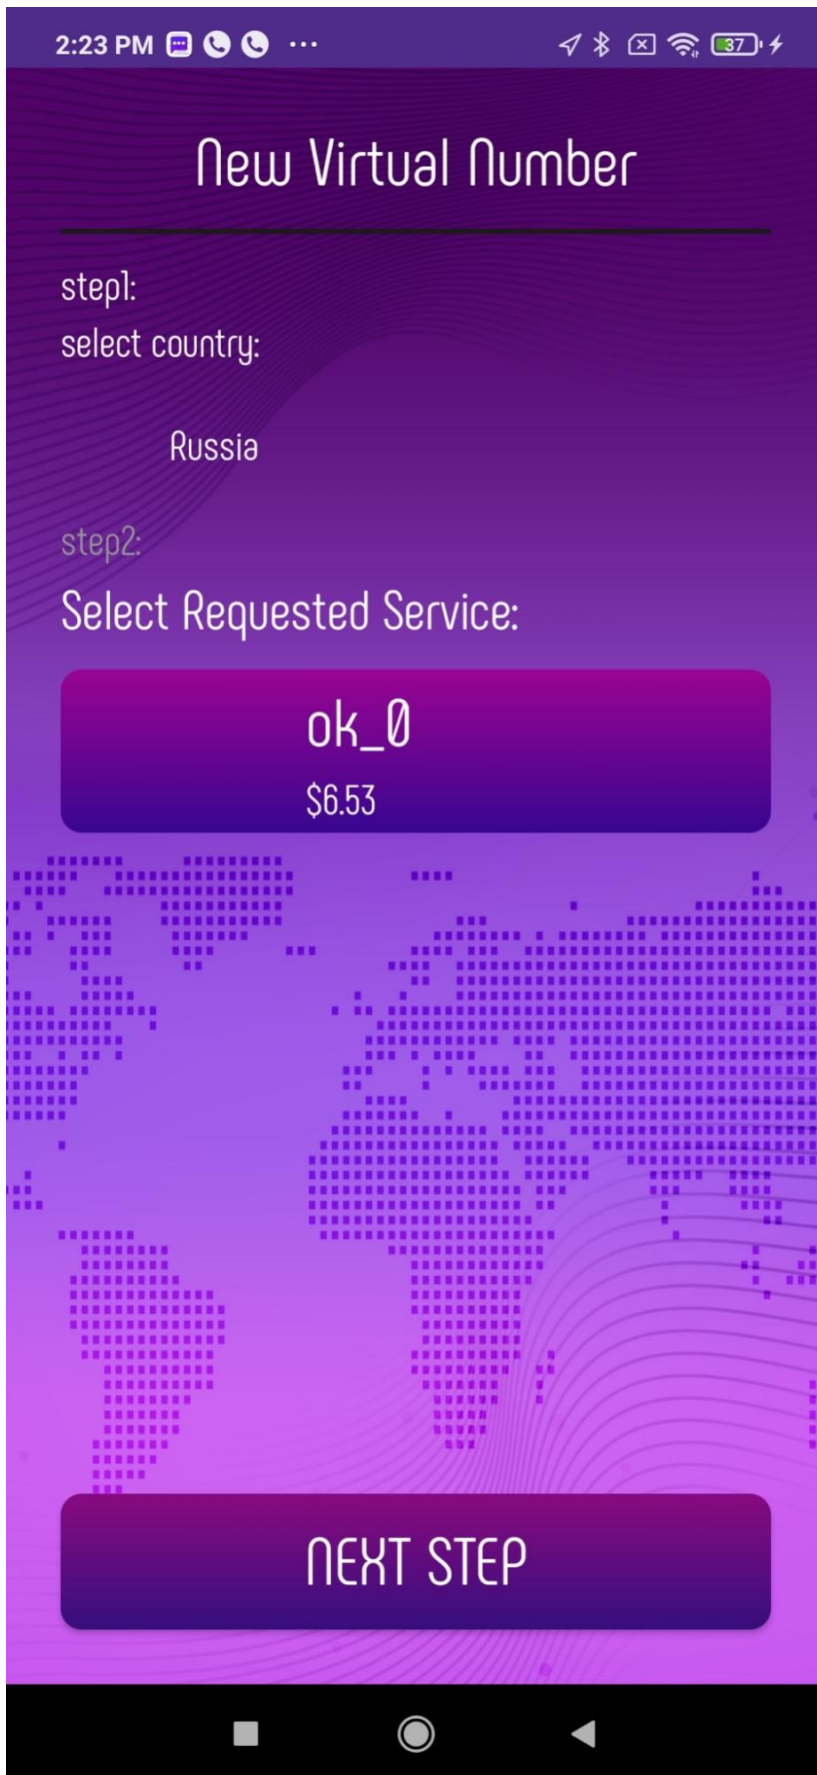 2:23 PM
37
New Virtual Number
step1:
select country:
Russia
step2:
Select Requested Service:
ok_0
$6.53
NEXT STEP